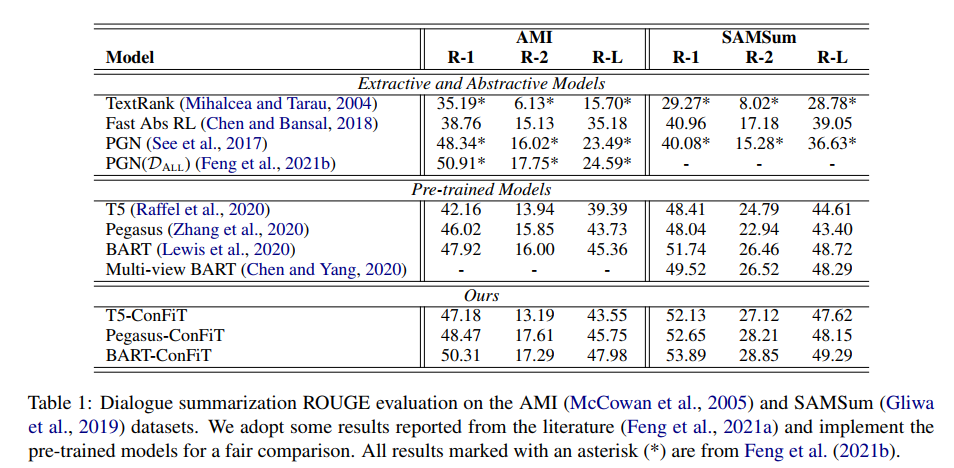 AMI SAMSum
Model R-1 R-2 R-L R-1 R-2 R-L
Extractive and Abstractive Models
TextRank (Mihalcea and Tarau, 2004) 35.19* 6.13* 15.70* 29.27* 8.02* 28.78*
Fast Abs RL (Chen and Bansal, 2018) 38.76 15.13 35.18 40.96 17.18 39.05
PGN (See et al., 2017) 48.34* 16.02* 23.49* 40.08* 15.28* 36.63*
PGN(𝒟ALL) (Feng et al., 2021b) 50.91* 17.75* 24.59* - - -
Pre-trained Models
T5 (Raffel et al., 2020) 42.16 13.94 39.39 48.41 24.79 44.61
Pegasus (Zhang et al., 2020) 46.02 15.85 43.73 48.04 22.94 43.40
BART (Lewis et al., 2020) 47.92 16.00 45.36 51.74 26.46 48.72
Multi-view BART (Chen and Yang, 2020) - - - 49.52 26.52 48.29
Ours
T5-ConFiT 47.18 13.19 43.55 52.13 27.12 47.62
Pegasus-ConFiT 48.47 17.61 45.75 52.65 28.21 48.15
BART-ConFiT 50.31 17.29 47.98 53.89 28.85 49.29
Table 1: Dialogue summarization ROUGE evaluation on the AMI (McCowan et al., 2005) and SAMSum (Gliwa
et al., 2019) datasets. We adopt some results reported from the literature (Feng et al., 2021a) and implement the
pre-trained models for a fair comparison. All results marked with an asterisk (*) are from Feng et al. (2021b).